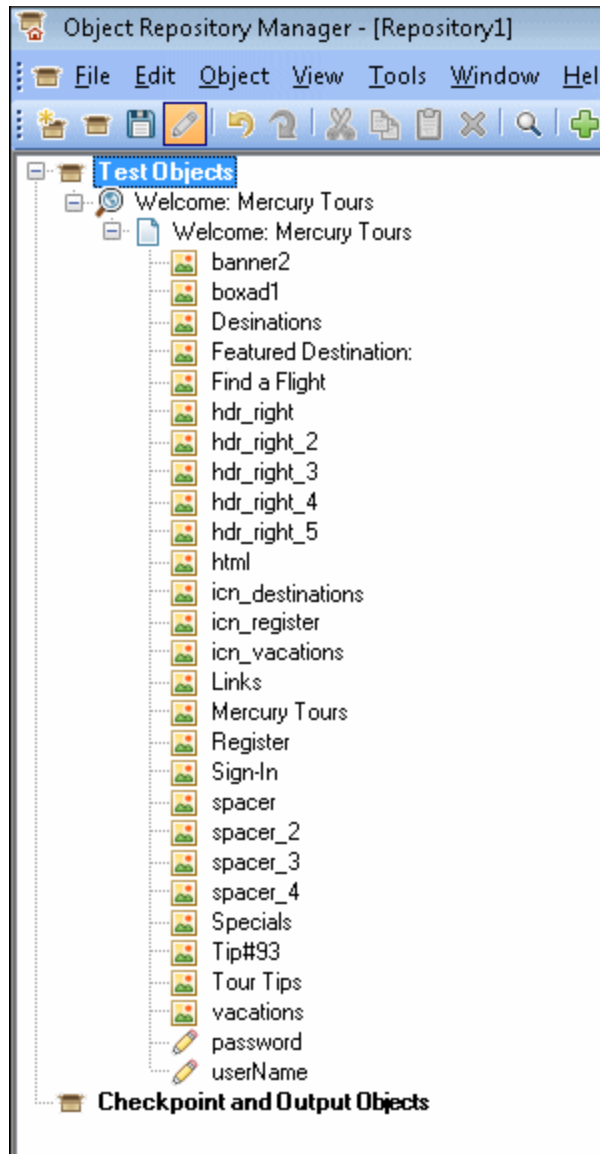 Object Repository Manager - [Repository1]
File Edit Object View Tools Window Hel
Test Objects
Welcome: Mercury Tours
Welcome: Mercury Tours
banner2
boxad1
Desinations
Featured Destination:
Find a Flight
hdr_right
hdr_right_2
hdr_right_3
hdr_right_4
hdr_right_5
html
icn_destinations
icn_register
icn_vacations
Links
Mercury Tours
Register
Sign-In
spacer
spacer_2
spacer_3
spacer_4
Specials
Tip#93
Tour Tips
vacations
password
userName
Checkpoint and Output Objects